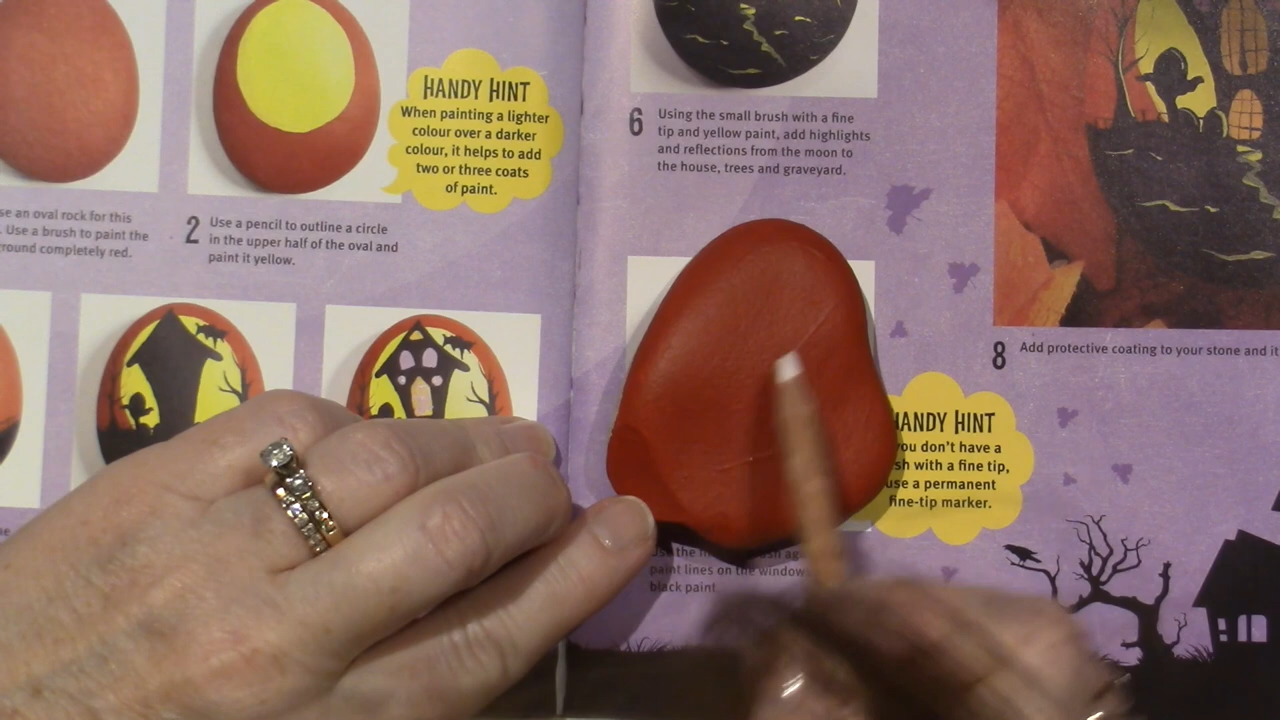 HANDY HINT
When painting a lighter
colour over a darker
colour, it helps to add
two or three coats
of paint.
se an oval rock for this
. Use a brush to paint the
round completely red.
2 Use a pencil to outline a circle
in the upper half of the oval and
paint it yellow.
6 Using the small brush with a fine
tip and yellow paint, add highlights
and reflections from the moon to
the house, trees and graveyard.
8 Add protective coating to your stone and it
HANDY HINT
you don't have a
sh with a fine tip,
use a permanent
fine-tip marker.
Use the
paint lines on the window
black paint